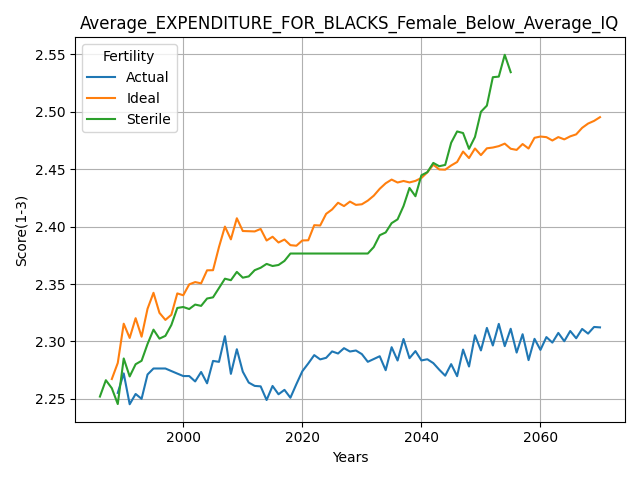 Average_EXPENDITURE_FOR_BLACKS_Female_Below_Average_IQ
Fertility
Actual
Ideal
Sterile
2.55
2.50
2.45
2.40
2.35
2.30
2.25
Score(1-3)
2000
2020
2040
2060
Years